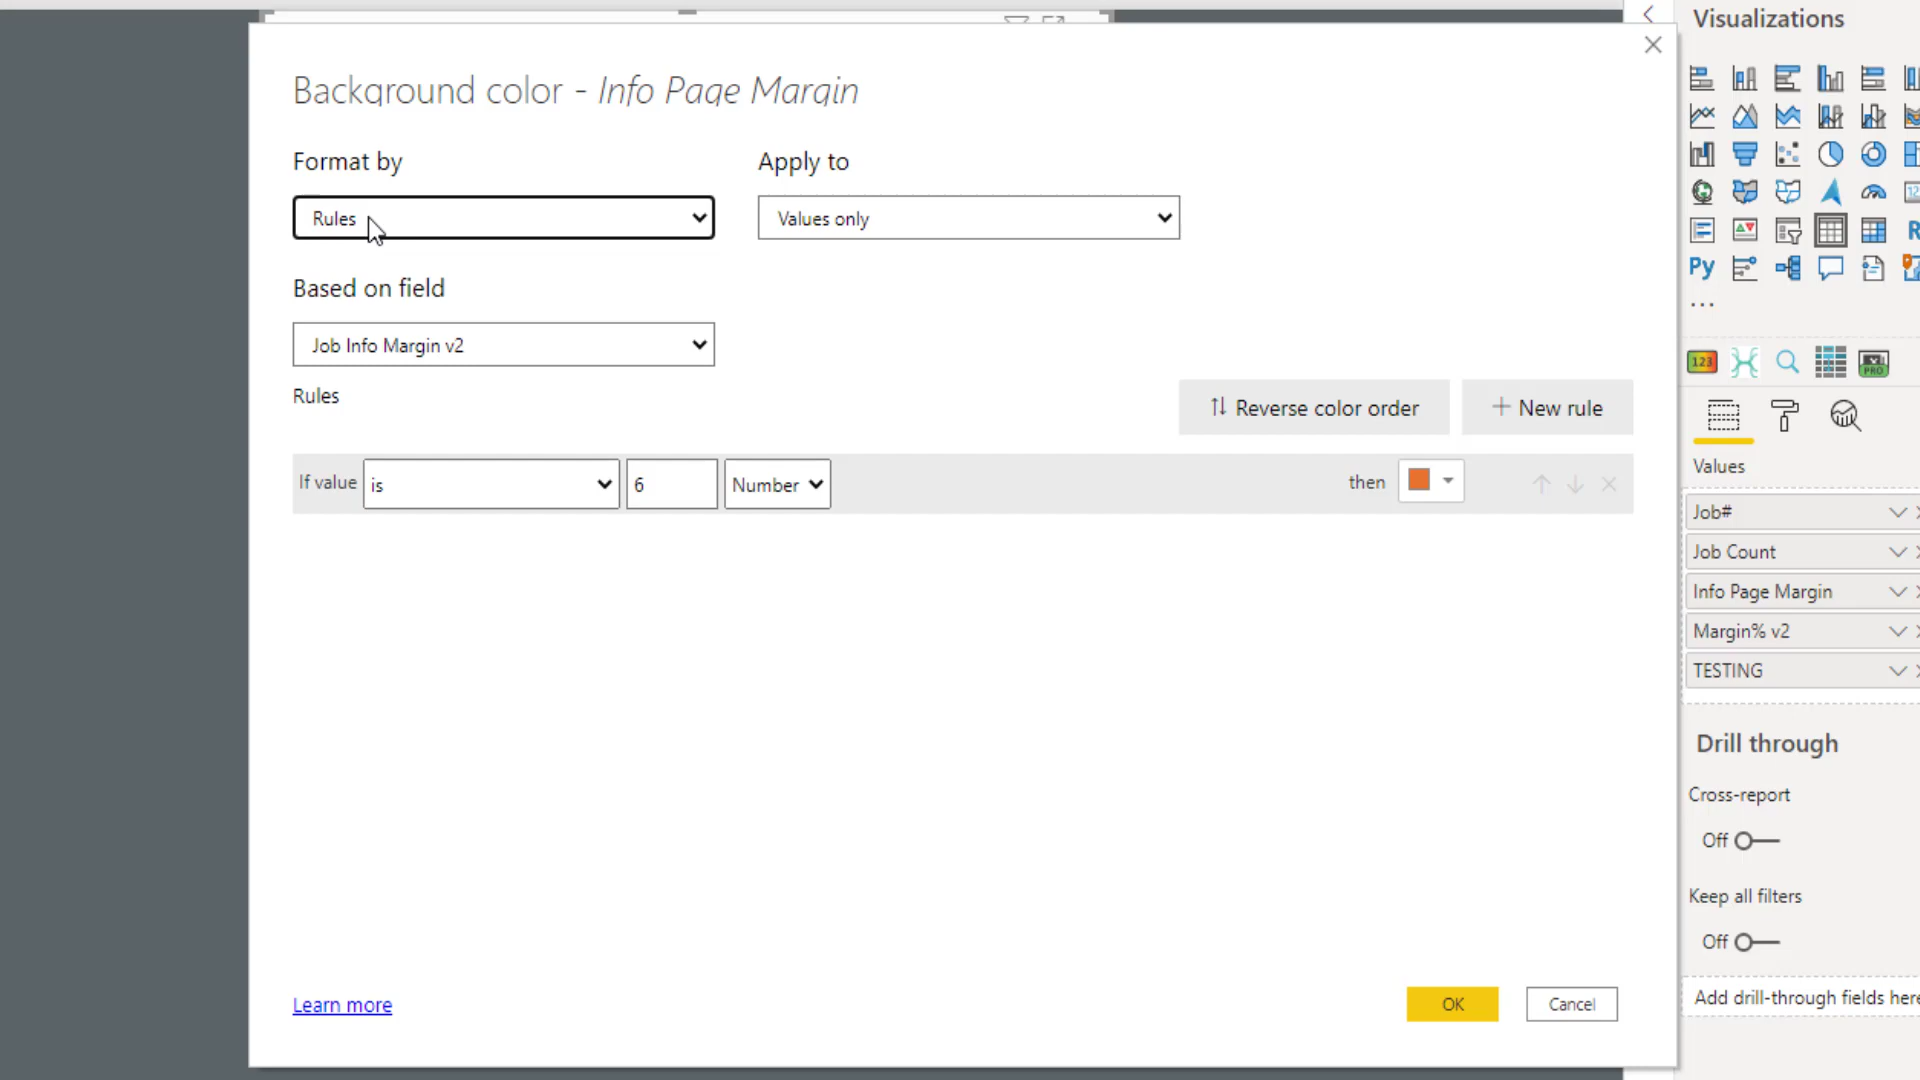 Visualizations
Background color - Info Page Margin
Format by
Apply to
Rules
Values only
Based on field
Job Info Margin v2
Rules
Reverse color order
New rule
If value
is
6
Number
then
Learn more
OK
Cancel
Py
R
...
123
PRO
Values
Job#
Job Count
Info Page Margin
Margin% v2
TESTING
Drill through
Cross-report
Off
Keep all filters
Off
Add drill-through fields here